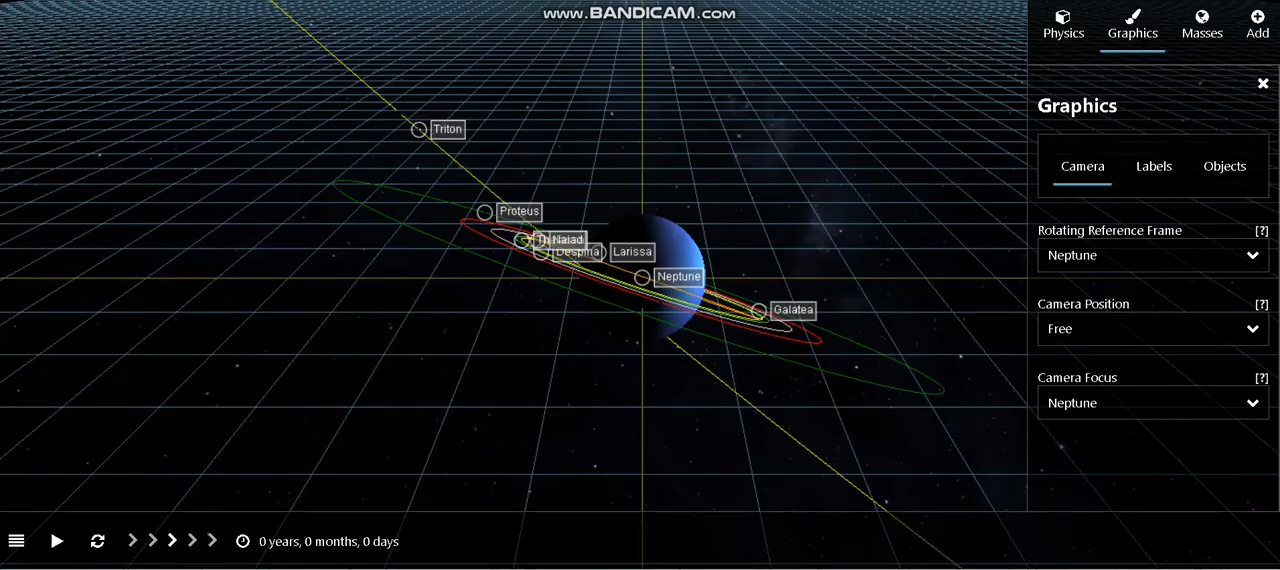 www.BANDICAM.com
Physics Graphics Masses Add
Graphics
Camera Labels Objects
Rotating Reference Frame [?]
Neptune
Camera Position [?]
Free
Camera Focus [?]
Neptune
Triton
Proteus
Naiad
Despina
Larissa
Neptune
Galatea
0 years, 0 months, 0 days